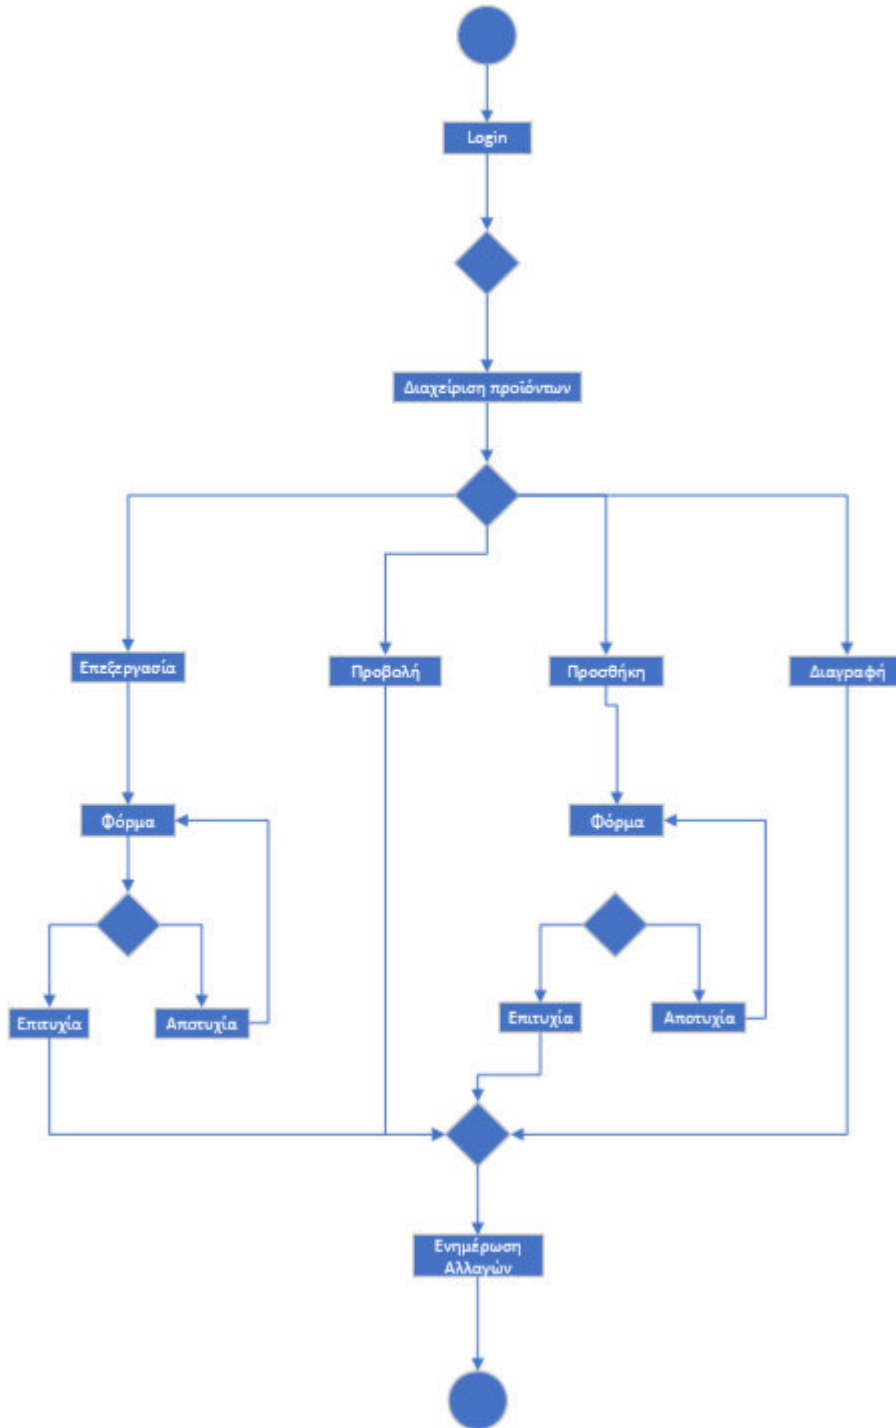 Login
Διαχείριση προϊόντων
Επεξεργασία
Προβολή
Προσθήκη
Διαγραφή
Φόρμα
Φόρμα
Επιτυχία
Αποτυχία
Επιτυχία
Αποτυχία
Ενημέρωση
Αλλαγών